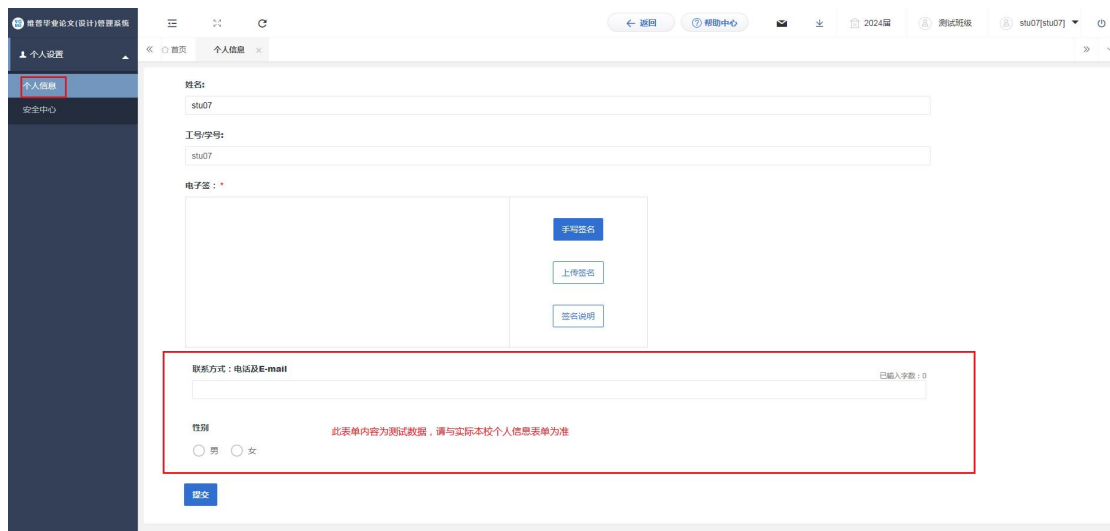 维普毕业论文(设计)管理系统
返回
帮助中心
2024届
测试班级
stu07[stu07]
个人设置
首页
个人信息
个人信息
安全中心
姓名:
stu07
工号/学号:
stu07
电子签：*
手写签名
上传签名
签名说明
联系方式：电话及E-mail
已输入字数：0
性别
此表单内容为测试数据，请与实际本校个人信息表单为准
男 女
提交